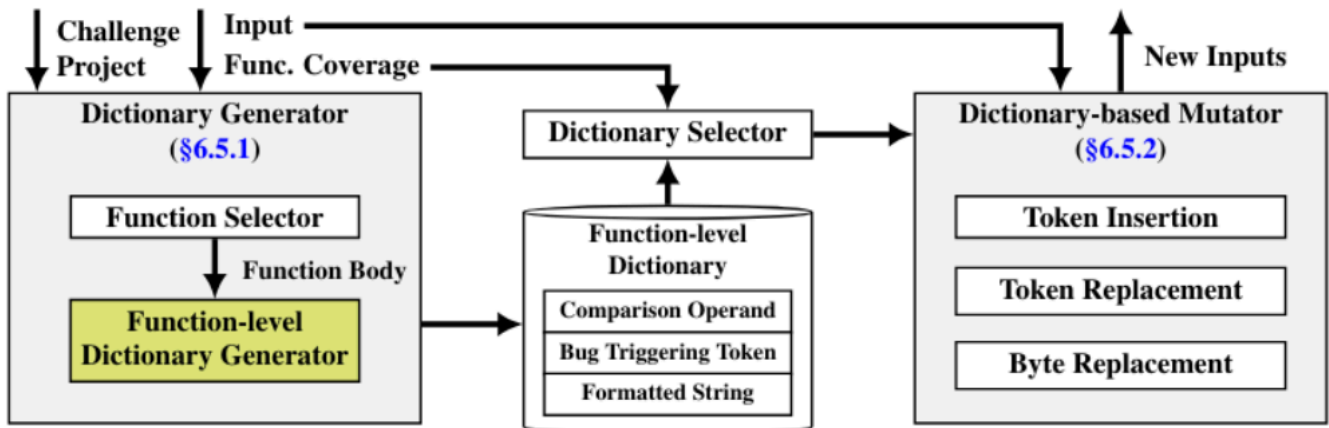 Challenge
Project
Input
Func. Coverage
New Inputs
Dictionary Generator
(§6.5.1)
Function Selector
Function Body
Function-level
Dictionary Generator
Dictionary Selector
Function-level
Dictionary
Comparison Operand
Bug Triggering Token
Formatted String
Dictionary-based Mutator
(§6.5.2)
Token Insertion
Token Replacement
Byte Replacement